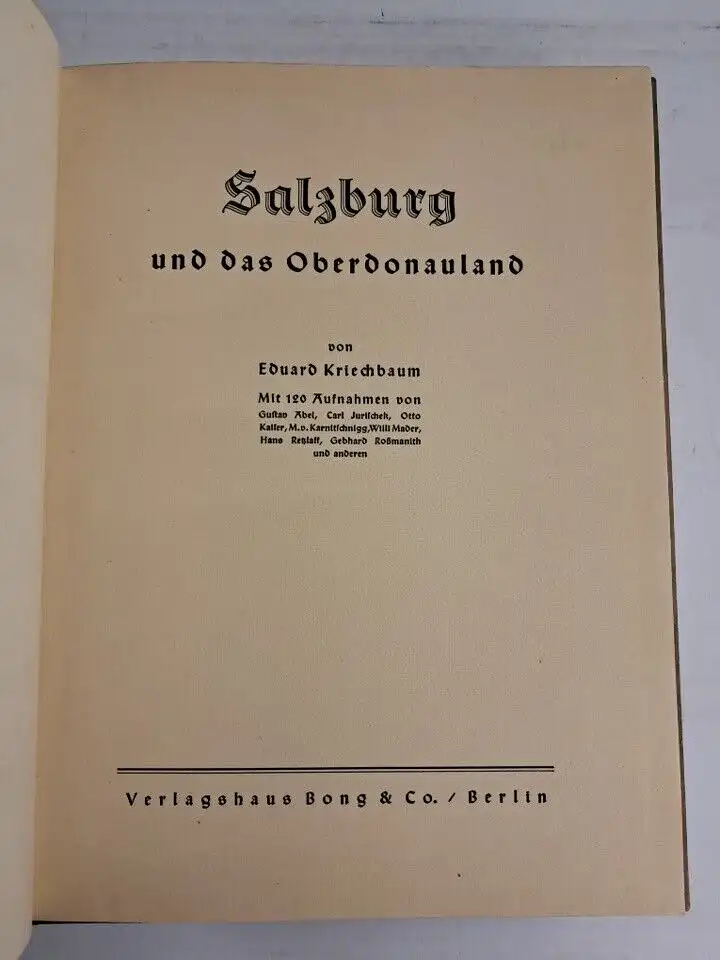 Salzburg
und das Oberdonauland
von
Eduard Kriechbaum
Mit 120 Aufnahmen von
Gustav Abel, Carl Jurischek, Otto
Kaiser, M.v. Karnitschnigg, Willi Mader,
Hans Retzlaff, Gebhard Roßmanith
und anderen
Verlagshaus Bong & Co. / Berlin